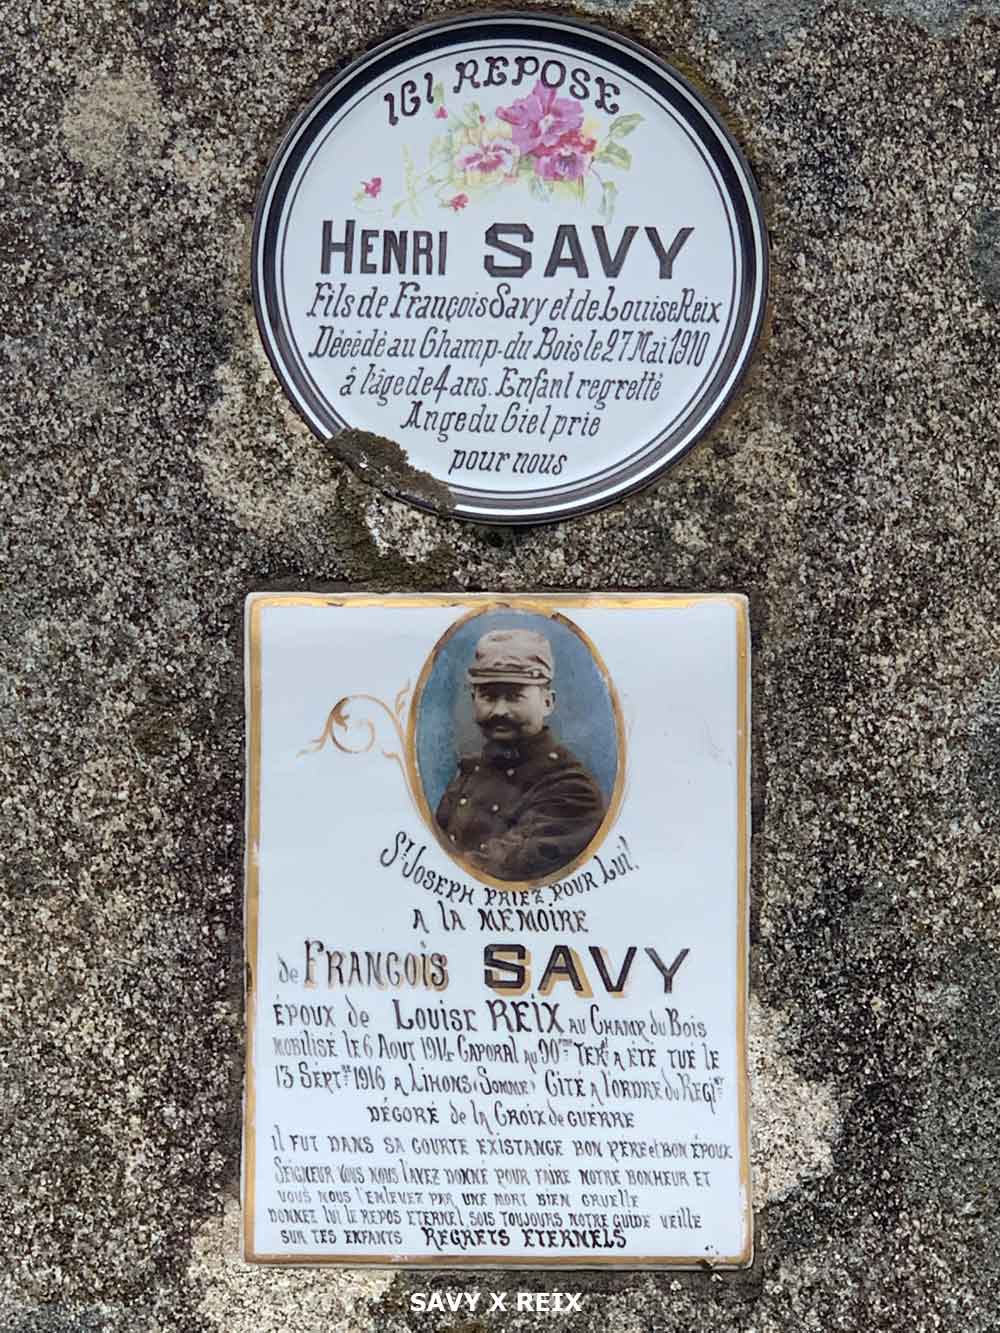 ICI REPOSE
HENRI SAVY
Fils de François Savy et de Louise Reix
Décédé au Champ-du Bois le 27 Mai 1910
à l'âge de 4 ans. Enfant regretté
Ange du Ciel prie
pour nous
ST JOSEPH PRIEZ POUR LUI!
A LA MÉMOIRE
de FRANÇOIS SAVY
ÉPOUX de LOUISE REIX AU CHAMP du BOIS
MOBILISÉ LE 6 AOUT 1914 CAPORAL AU 90me TERal A ÉTÉ TUÉ LE
13 SEPTbre 1916 A LIHONS (SOMME) CITÉ A l'ORDRE du RÉGIment
DÉCORÉ de LA CROIX de GUERRE
IL FUT DANS SA COURTE EXISTANCE BON PÈRE et BON ÉPOUX
SEIGNEUR VOUS NOUS L'AVEZ DONNÉ POUR FAIRE NOTRE BONHEUR ET
VOUS NOUS L'ENLEVEZ PAR UNE MORT BIEN CRUELLE
DONNEZ LUI LE REPOS ETERNEL SOIS TOUJOURS NOTRE GUIDE VEILLE
SUR TES ENFANTS REGRETS ETERNELS
SAVY X REIX